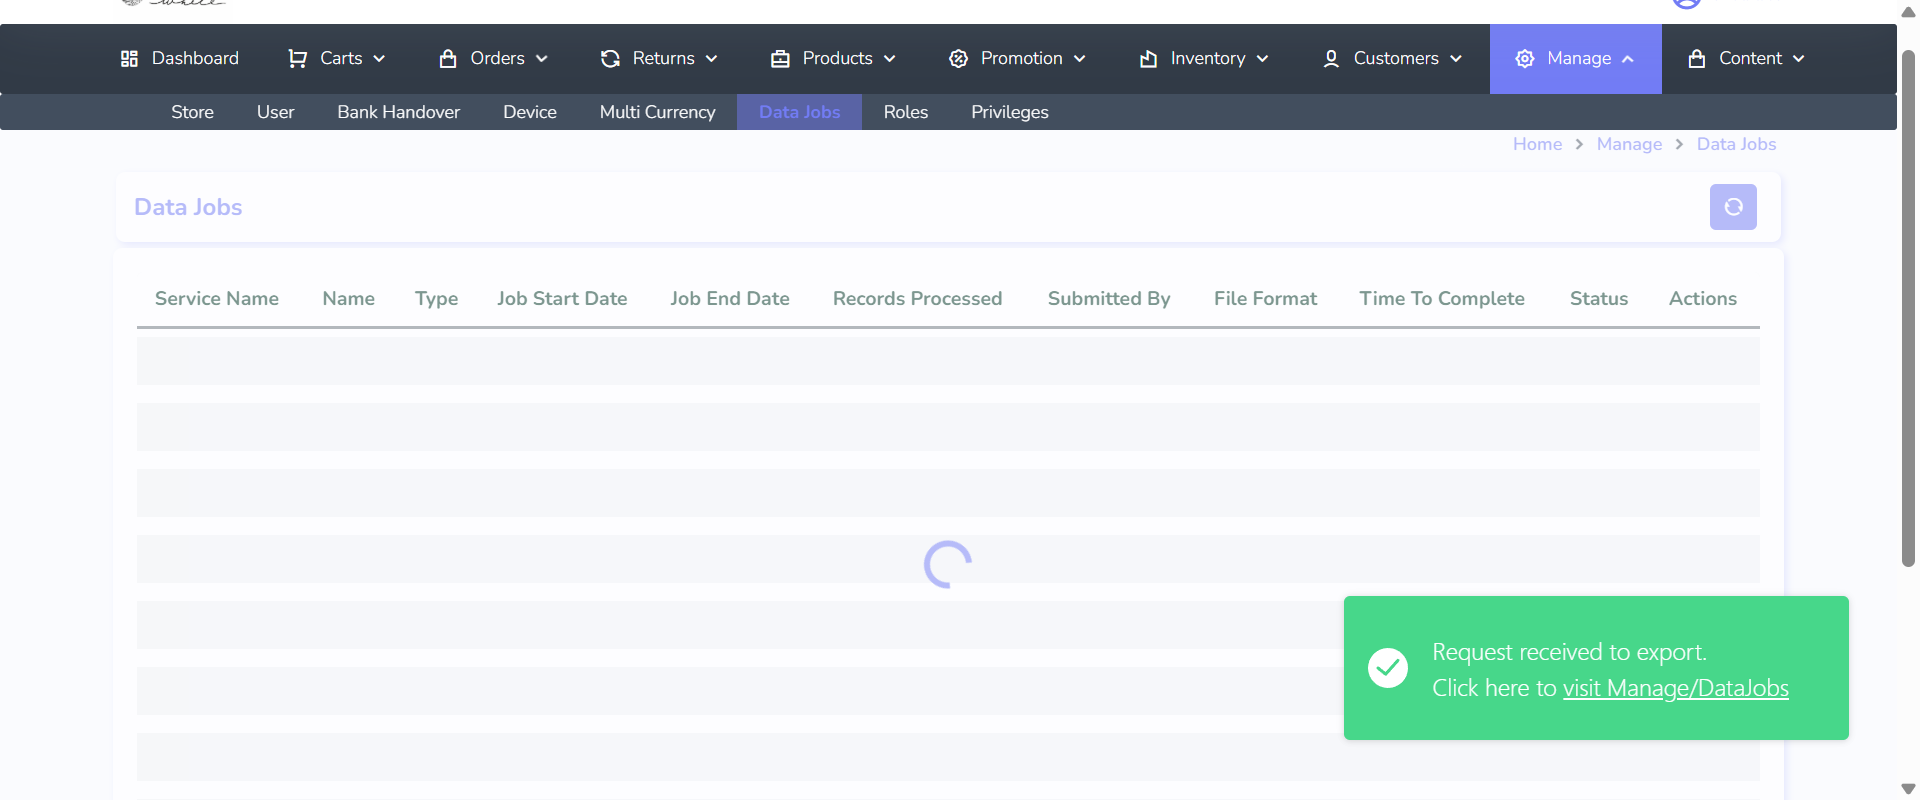 Dashboard Carts Orders Returns Products Promotion Inventory Customers Manage Content
Store User Bank Handover Device Multi Currency Data Jobs Roles Privileges
Home > Manage > Data Jobs
Data Jobs
Service Name Name Type Job Start Date Job End Date Records Processed Submitted By File Format Time To Complete Status Actions
Request received to export.
Click here to visit Manage/DataJobs